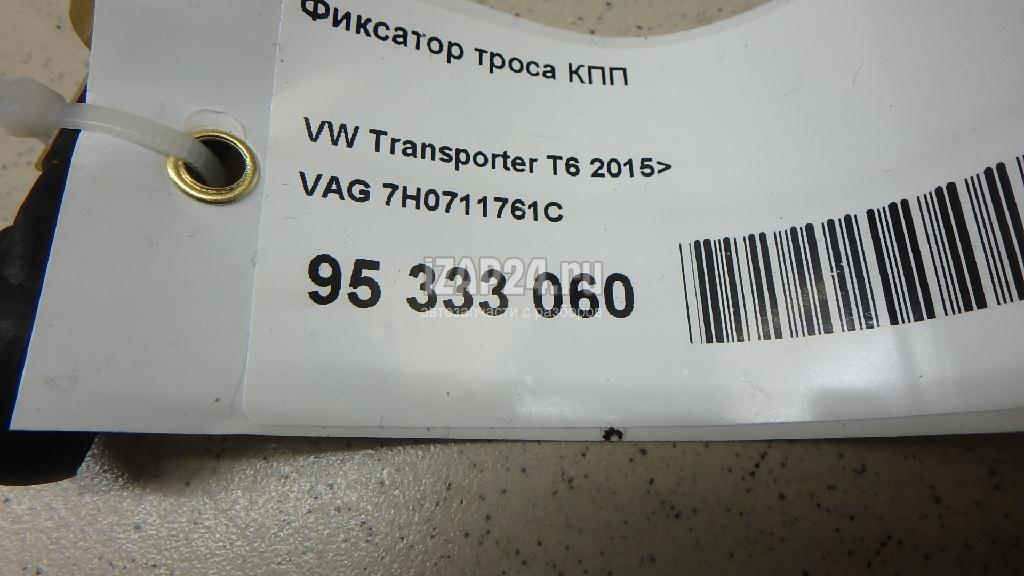 Фиксатор троса КПП
VW Transporter T6 2015>
VAG 7H0711761C
95 333 060
iZAP24.ru
автозапчасти с разборов